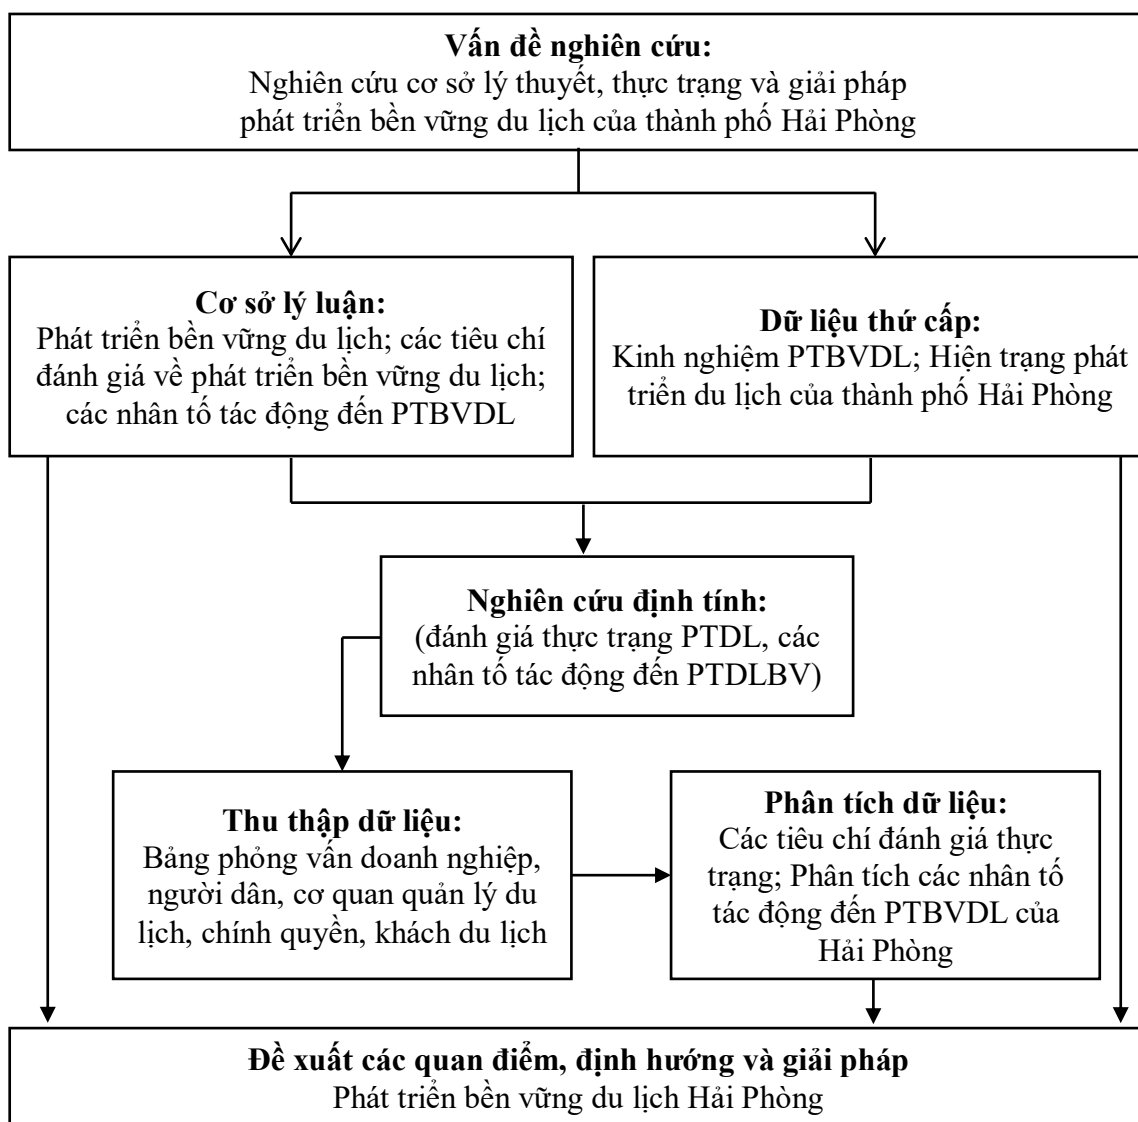 Vấn đề nghiên cứu:
Nghiên cứu cơ sở lý thuyết, thực trạng và giải pháp
phát triển bền vững du lịch của thành phố Hải Phòng
Cơ sở lý luận:
Phát triển bền vững du lịch; các tiêu chí
đánh giá về phát triển bền vững du lịch;
các nhân tố tác động đến PTBVDL
Dữ liệu thứ cấp:
Kinh nghiệm PTBVDL; Hiện trạng phát
triển du lịch của thành phố Hải Phòng
Nghiên cứu định tính:
(đánh giá thực trạng PTDL, các
nhân tố tác động đến PTDLBV)
Thu thập dữ liệu:
Bảng phỏng vấn doanh nghiệp,
người dân, cơ quan quản lý du
lịch, chính quyền, khách du lịch
Phân tích dữ liệu:
Các tiêu chí đánh giá thực
trạng; Phân tích các nhân tố
tác động đến PTBVDL của
Hải Phòng
Đề xuất các quan điểm, định hướng và giải pháp
Phát triển bền vững du lịch Hải Phòng